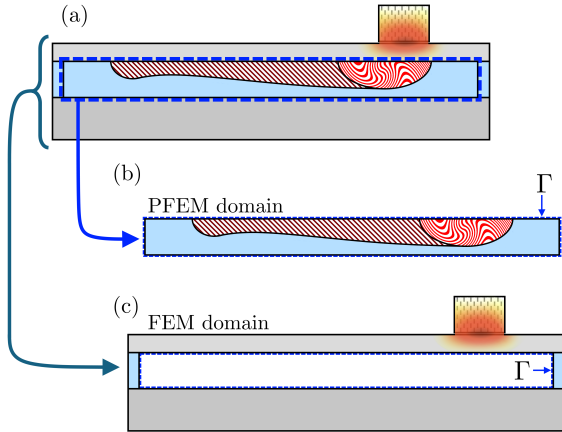 (a)
(b)
PFEM domain
Γ
(c)
FEM domain
Γ